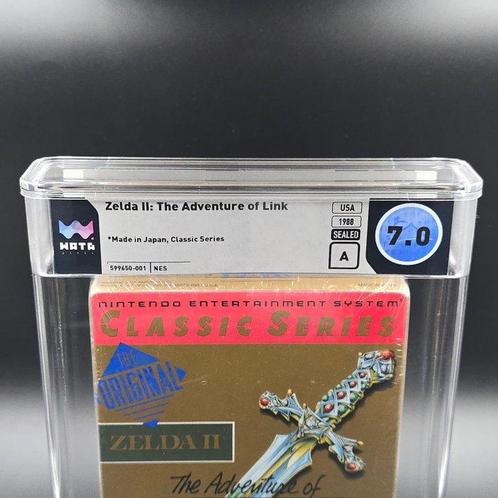 Zelda II: The Adventure of Link
*Made in Japan, Classic Series
WATA
599650-001 | NES
USA
1988
SEALED
A
7.0
NINTENDO ENTERTAINMENT SYSTEM
CLASSIC SERIES
THE
ORIGINAL
ZELDA II
The Adventure of